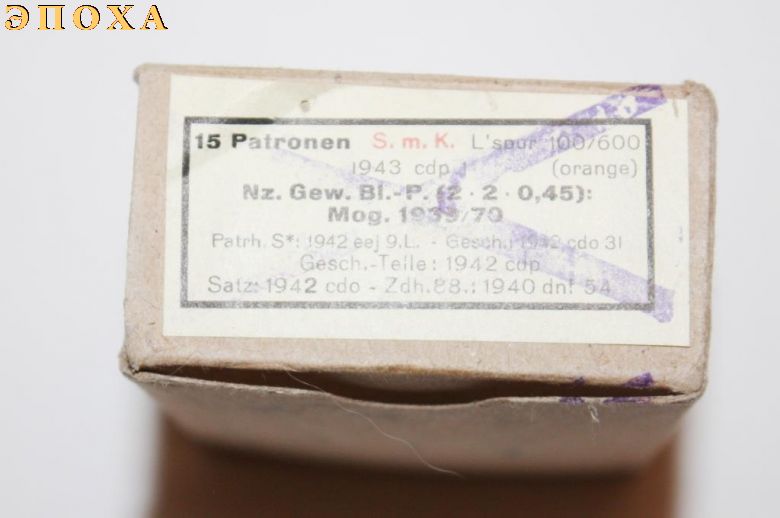 ЭПОХА
15 Patronen S. m. K. L'spur 100/600
1943 cdp 1 (orange)
Nz. Gew. Bl.-P. (2 · 2 · 0,45):
Mog. 1939/70
Patrh. S*: 1942 eej 9.L. - Gesch.: 1942 cdo 31
Gesch.-Teile: 1942 cdp
Satz: 1942 cdo - Zdh. 88.: 1940 dnf 54